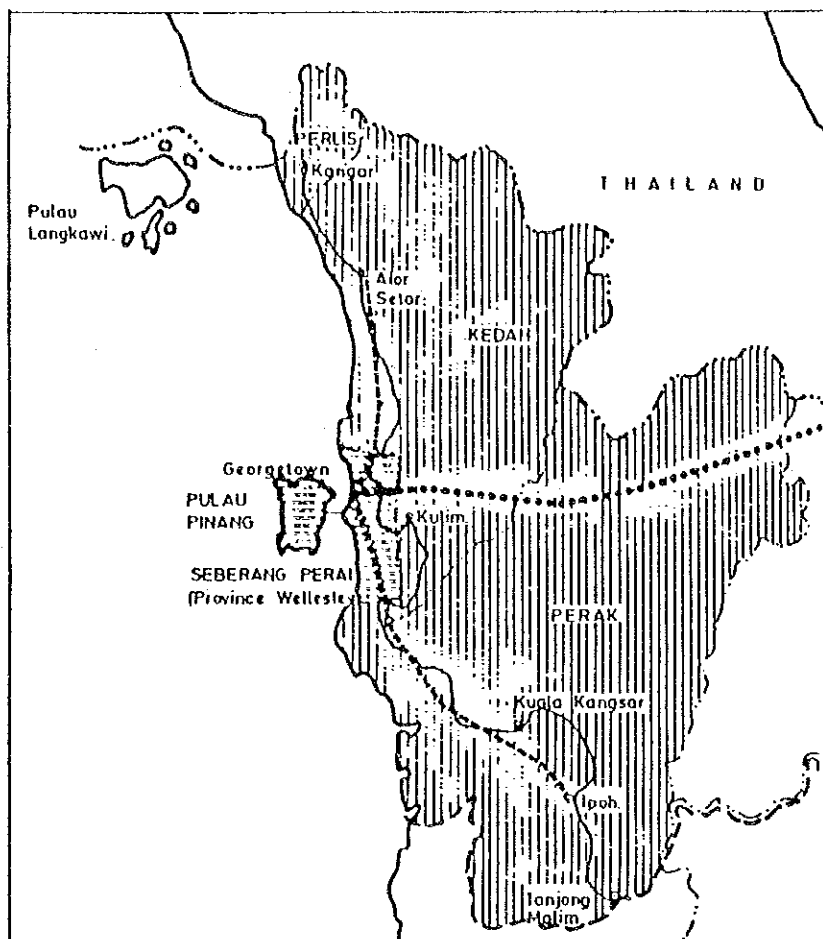 PERLIS
Kangar
THAILAND
Pulau
Langkawi
Alor
Setar
KEDAH
Georgetown
PULAU
PINANG
Kulim
SEBERANG PERAI
(Province Wellesley
PERAK
Kuala Kangsar
Ipoh
Tanjong
Malim